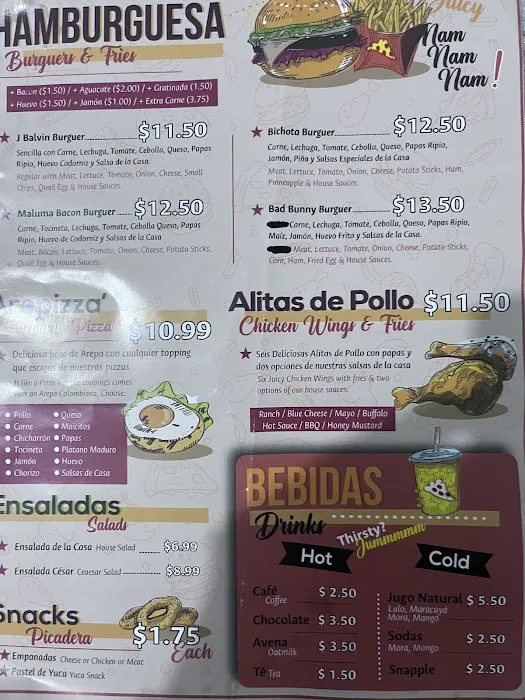 HAMBURGUESA
Burguers & Fries
+ Bacon ($1.50) / + Aguacate ($2.00) / + Gratinada (1.50)
+ Huevo ($1.50) / + Jamón ($1.00) / + Extra Carne (3.75)
Juicy
Nam
Nam
Nam!
J Balvin Burguer $11.50
Sencilla con Carne, Lechuga, Tomate, Cebolla, Queso, Papas
Ripio, Huevo Codorniz y Salsa de la Casa.
Regular with Meat, Lettuce, Tomato, Onion, Cheese, Small
Chips, Quail Egg & House Sauces.
Maluma Bacon Burguer $12.50
Carne, Tocineta, Lechuga, Tomate, Cebolla Queso, Papas
Ripio, Huevo de Codorniz y Salsas de la Casa
Meat, Bacon, Lettuce, Tomato, Onion, Cheese, Potato Sticks,
Quail Egg & House Sauces.
Bichota Burguer $12.50
Carne, Lechuga, Tomate, Cebolla, Queso, Papas Ripio,
Jamón, Piña y Salsas Especiales de la Casa
Meat, Lettuce, Tomato, Onion, Cheese, Potato Sticks, Ham,
Pinneapple & House Sauces.
Bad Bunny Burguer $13.50
Carne, Lechuga, Tomate, Cebolla, Queso, Papas Ripio,
Maíz, Jamón, Huevo Frito y Salsas de la Casa.
Meat, Lettuce, Tomato, Onion, Cheese, Potato Sticks,
Corn, Ham, Fried Egg & House Sauces.
Arepizza'
Pizza $10.99
Deliciosa base de Arepa con cualquier topping
que escojas de nuestras pizzas
Is like a Pizza toppings comes
over an Arepa Colombiana, Choose:
Pollo
Carne
Chicharrón
Tocineta
Jamón
Chorizo
Queso
Maicitos
Papas
Platano Maduro
Huevo
Salsas de Casa
Alitas de Pollo $11.50
Chicken Wings & Fries
Seis Deliciosas Alitas de Pollo con papas y
dos opciones de nuestras salsas de la casa
Six Juicy Chicken Wings with fries & two
options of our house sauces:
Ranch / Blue Cheese / Mayo / Buffalo
Hot Sauce / BBQ / Honey Mustard
Ensaladas
Salads
Ensalada de la Casa House Salad $6.99
Ensalada César Ceaesar Salad $8.99
Snacks
Picadera
$1.75
Each
Empanadas Cheese or Chicken or Meat
Pastel de Yuca Yuca Snack
BEBIDAS
Drinks
Thirsty?
Jummmmm
Hot
Café $2.50
Coffee
Chocolate $3.50
Avena $3.50
Oatmilk
Té Tea $1.50
Cold
Jugo Natural $5.50
Lulo, Maracuya
Mora, Mango
Sodas $2.50
Mora, Mango
Snapple $2.50